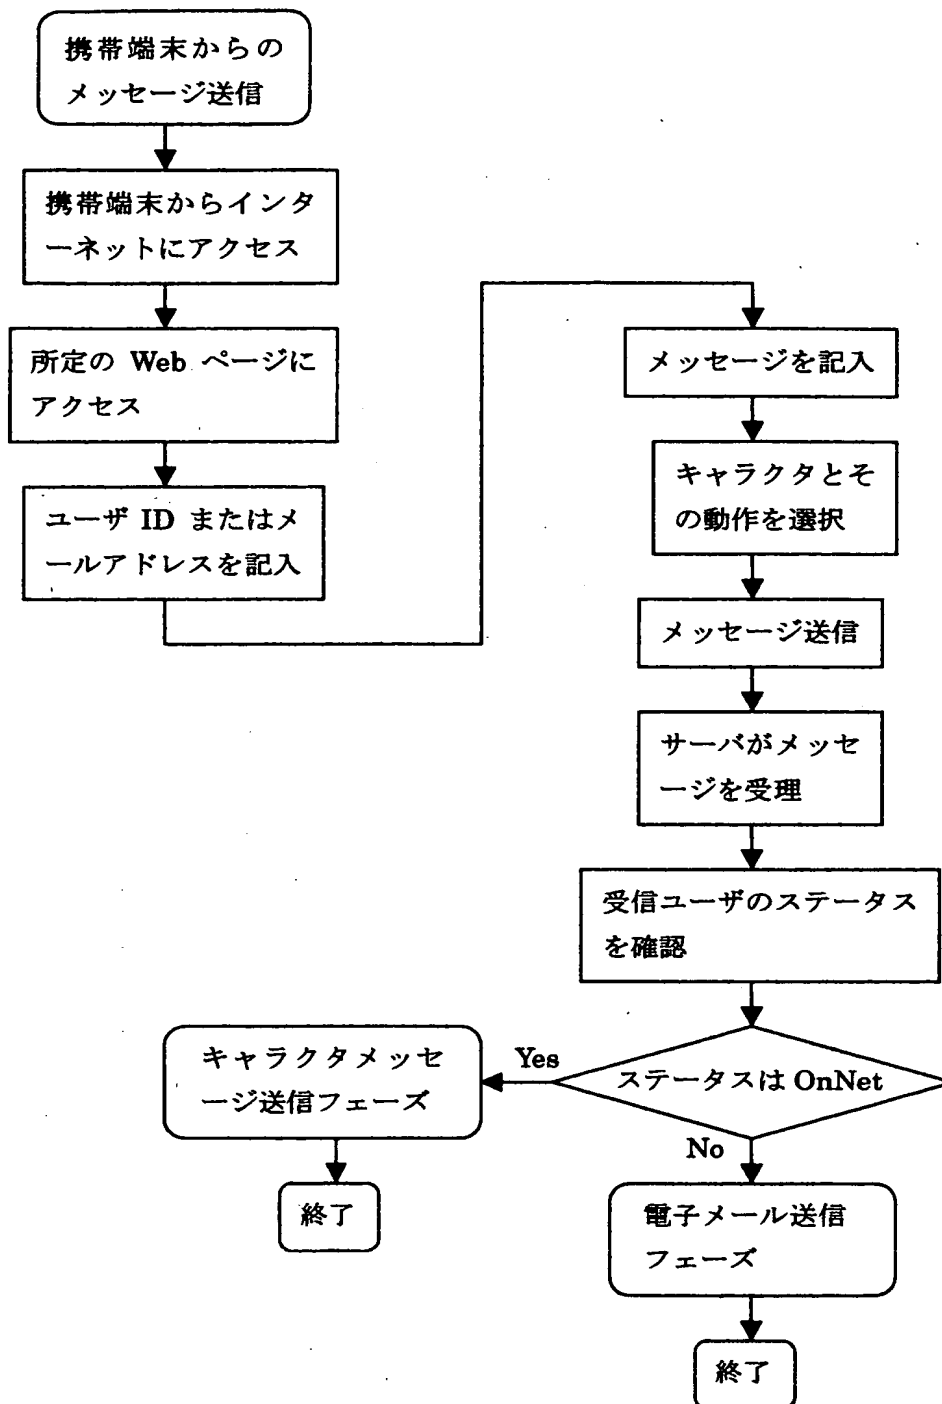 携帯端末からの
メッセージ送信
携帯端末からインタ
ーネットにアクセス
所定の Web ページに
アクセス
ユーザ ID またはメ
ールアドレスを記入
メッセージを記入
キャラクタとそ
の動作を選択
メッセージ送信
サーバがメッセ
ージを受理
受信ユーザのステータス
を確認
ステータスは OnNet
Yes
キャラクタメッセ
ージ送信フェーズ
終了
No
電子メール送信
フェーズ
終了